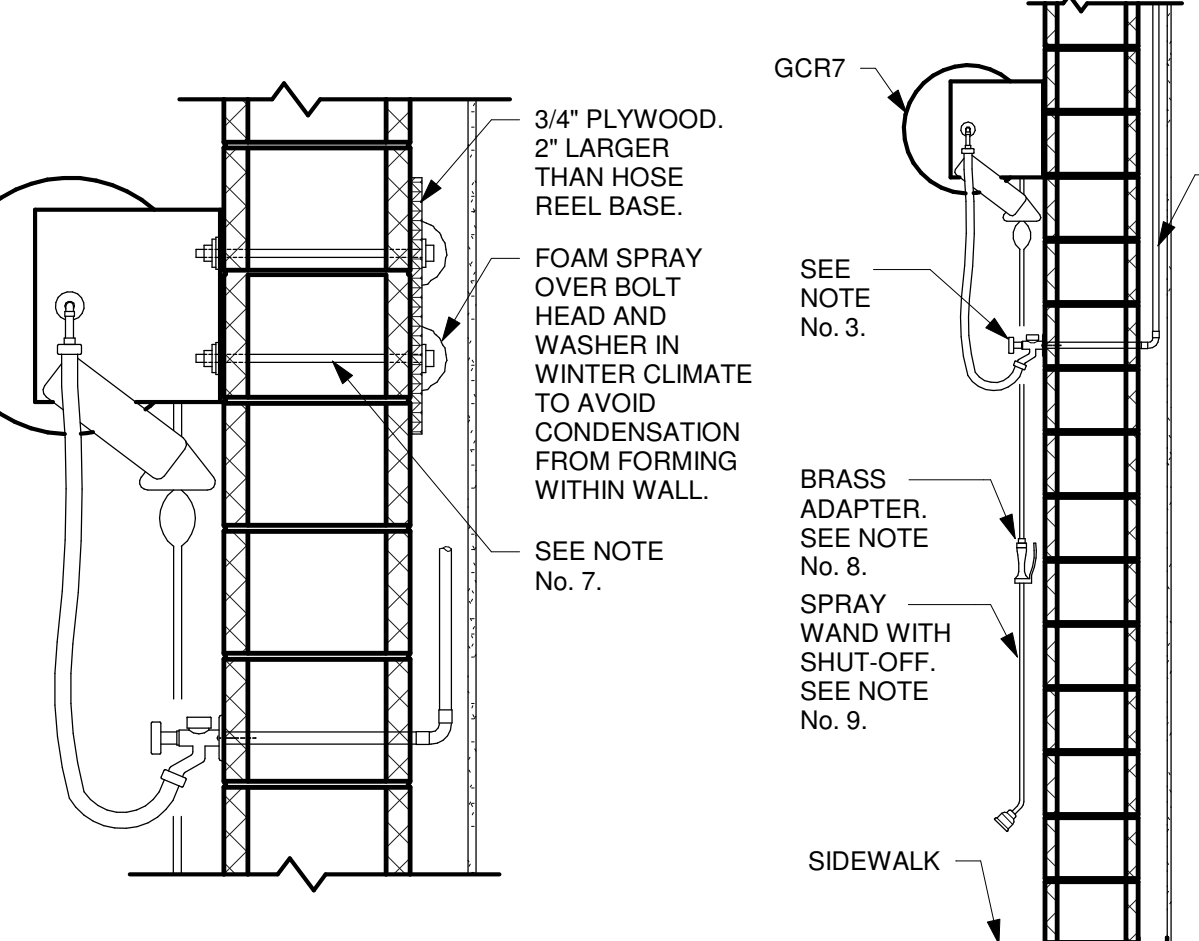 3/4" PLYWOOD.
2" LARGER
THAN HOSE
REEL BASE.
FOAM SPRAY
OVER BOLT
HEAD AND
WASHER IN
WINTER CLIMATE
TO AVOID
CONDENSATION
FROM FORMING
WITHIN WALL.
SEE NOTE
No. 7.
GCR7
SEE
NOTE
No. 3.
BRASS
ADAPTER.
SEE NOTE
No. 8.
SPRAY
WAND WITH
SHUT-OFF.
SEE NOTE
No. 9.
SIDEWALK